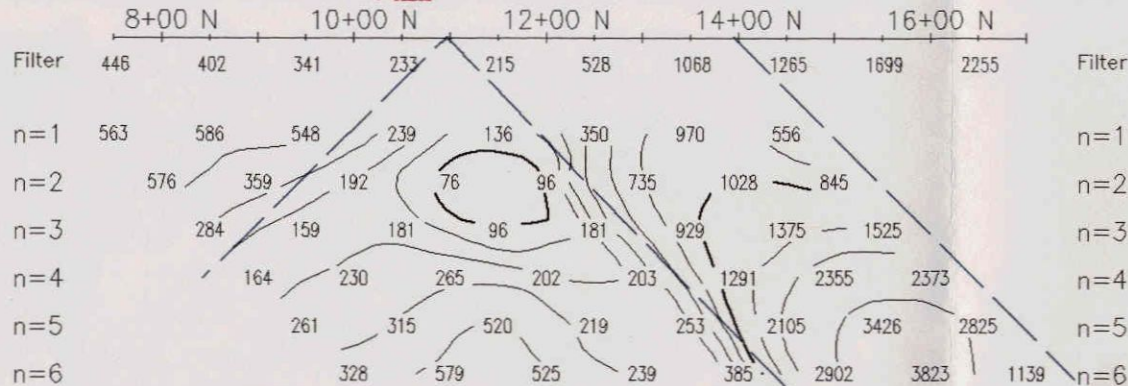 8+00 N 10+00 N 12+00 N 14+00 N 16+00 N
Filter 446 402 341 233 215 528 1068 1265 1699 2255 Filter
n=1 563 586 548 239 136 350 970 556 n=1
n=2 576 359 192 76 96 735 1028 845 n=2
n=3 284 159 181 96 181 929 1375 1525 n=3
n=4 164 230 265 202 203 1291 2355 2373 n=4
n=5 261 315 520 219 253 2105 3426 2825 n=5
n=6 328 579 525 239 385 2902 3823 1139 n=6